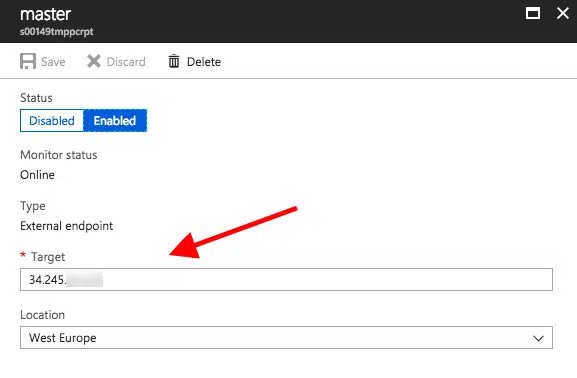 master
s00149tmppcrpt
Save Discard Delete
Status
Disabled Enabled
Monitor status
Online
Type
External endpoint
* Target
34.245.
Location
West Europe